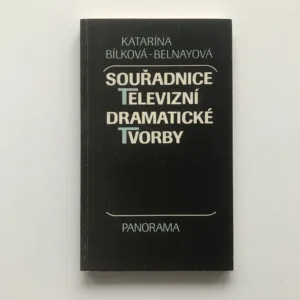 KATARÍNA
BÍLKOVÁ-BELNAYOVÁ
SOUŘADNICE
TELEVIZNÍ
DRAMATICKÉ
TVORBY
PANORAMA